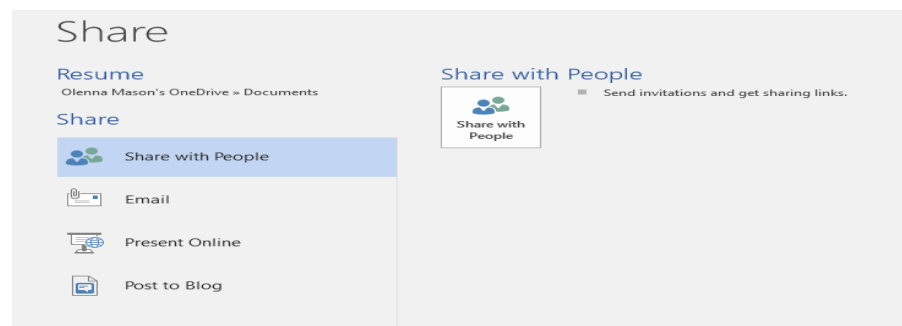 Share
Resume
Olenna Mason's OneDrive » Documents
Share
Share with People
Email
Present Online
Post to Blog
Share with People
Share with
People
Send invitations and get sharing links.